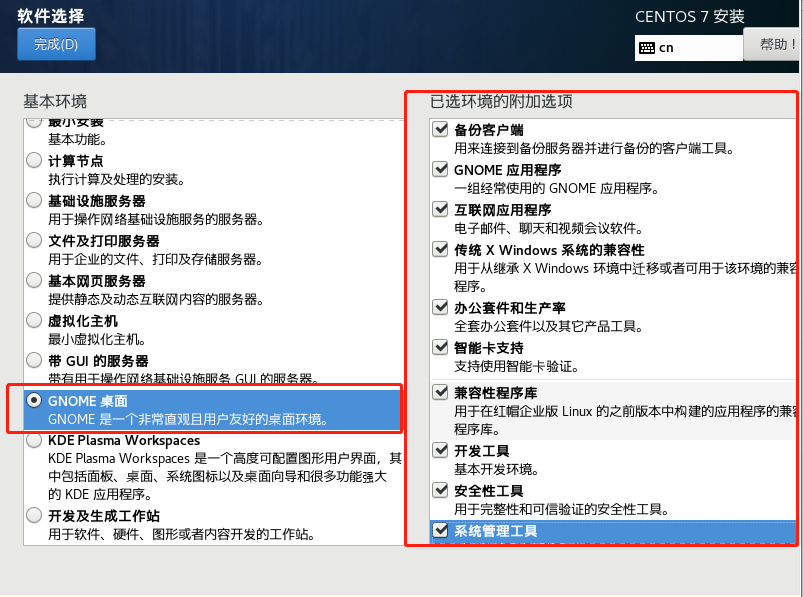 软件选择
CENTOS 7 安装
完成(D)
cn
帮助！
基本环境
最小安装
基本功能。
计算节点
执行计算及处理的安装。
基础设施服务器
用于操作网络基础设施服务的服务器。
文件及打印服务器
用于企业的文件、打印及存储服务器。
基本网页服务器
提供静态及动态互联网内容的服务器。
虚拟化主机
最小虚拟化主机。
带 GUI 的服务器
带有用于操作网络基础设施服务 GUI 的服务器。
GNOME 桌面
GNOME 是一个非常直观且用户友好的桌面环境。
KDE Plasma Workspaces
KDE Plasma Workspaces 是一个高度可配置图形用户界面，其
中包括面板、桌面、系统图标以及桌面向导和很多功能强大
的 KDE 应用程序。
开发及生成工作站
用于软件、硬件、图形或者内容开发的工作站。
已选环境的附加选项
备份客户端
用来连接到备份服务器并进行备份的客户端工具。
GNOME 应用程序
一组经常使用的 GNOME 应用程序。
互联网应用程序
电子邮件、聊天和视频会议软件。
传统 X Windows 系统的兼容性
用于从继承 X Windows 环境中迁移或者可用于该环境的兼容
程序。
办公套件和生产率
全套办公套件以及其它产品工具。
智能卡支持
支持使用智能卡验证。
兼容性程序库
用于在红帽企业版 Linux 的之前版本中构建的应用程序的兼容
程序库。
开发工具
基本开发环境。
安全性工具
用于完整性和可信验证的安全性工具。
系统管理工具